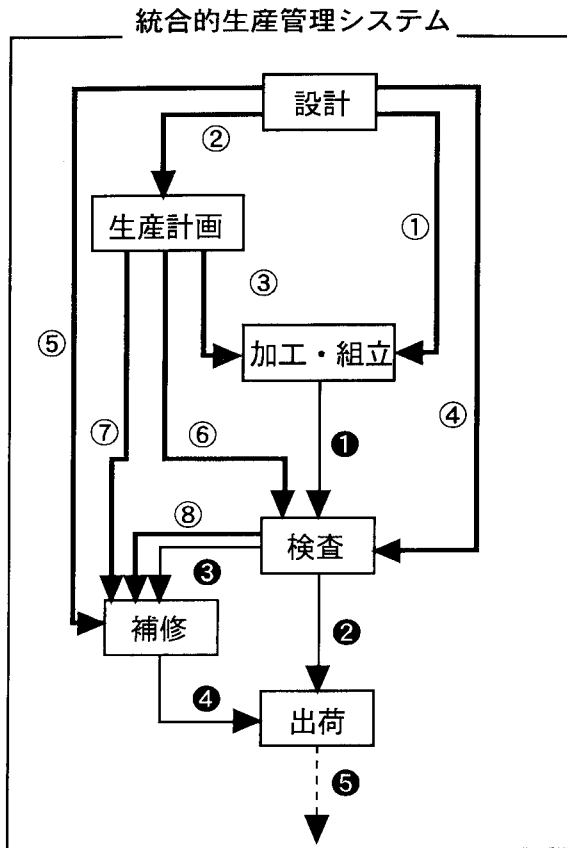 統合的生産管理システム
設計
②
①
生産計画
③
⑤
加工・組立
④
⑦
⑥
❶
⑧
検査
❸
補修
❷
❹
出荷
❺